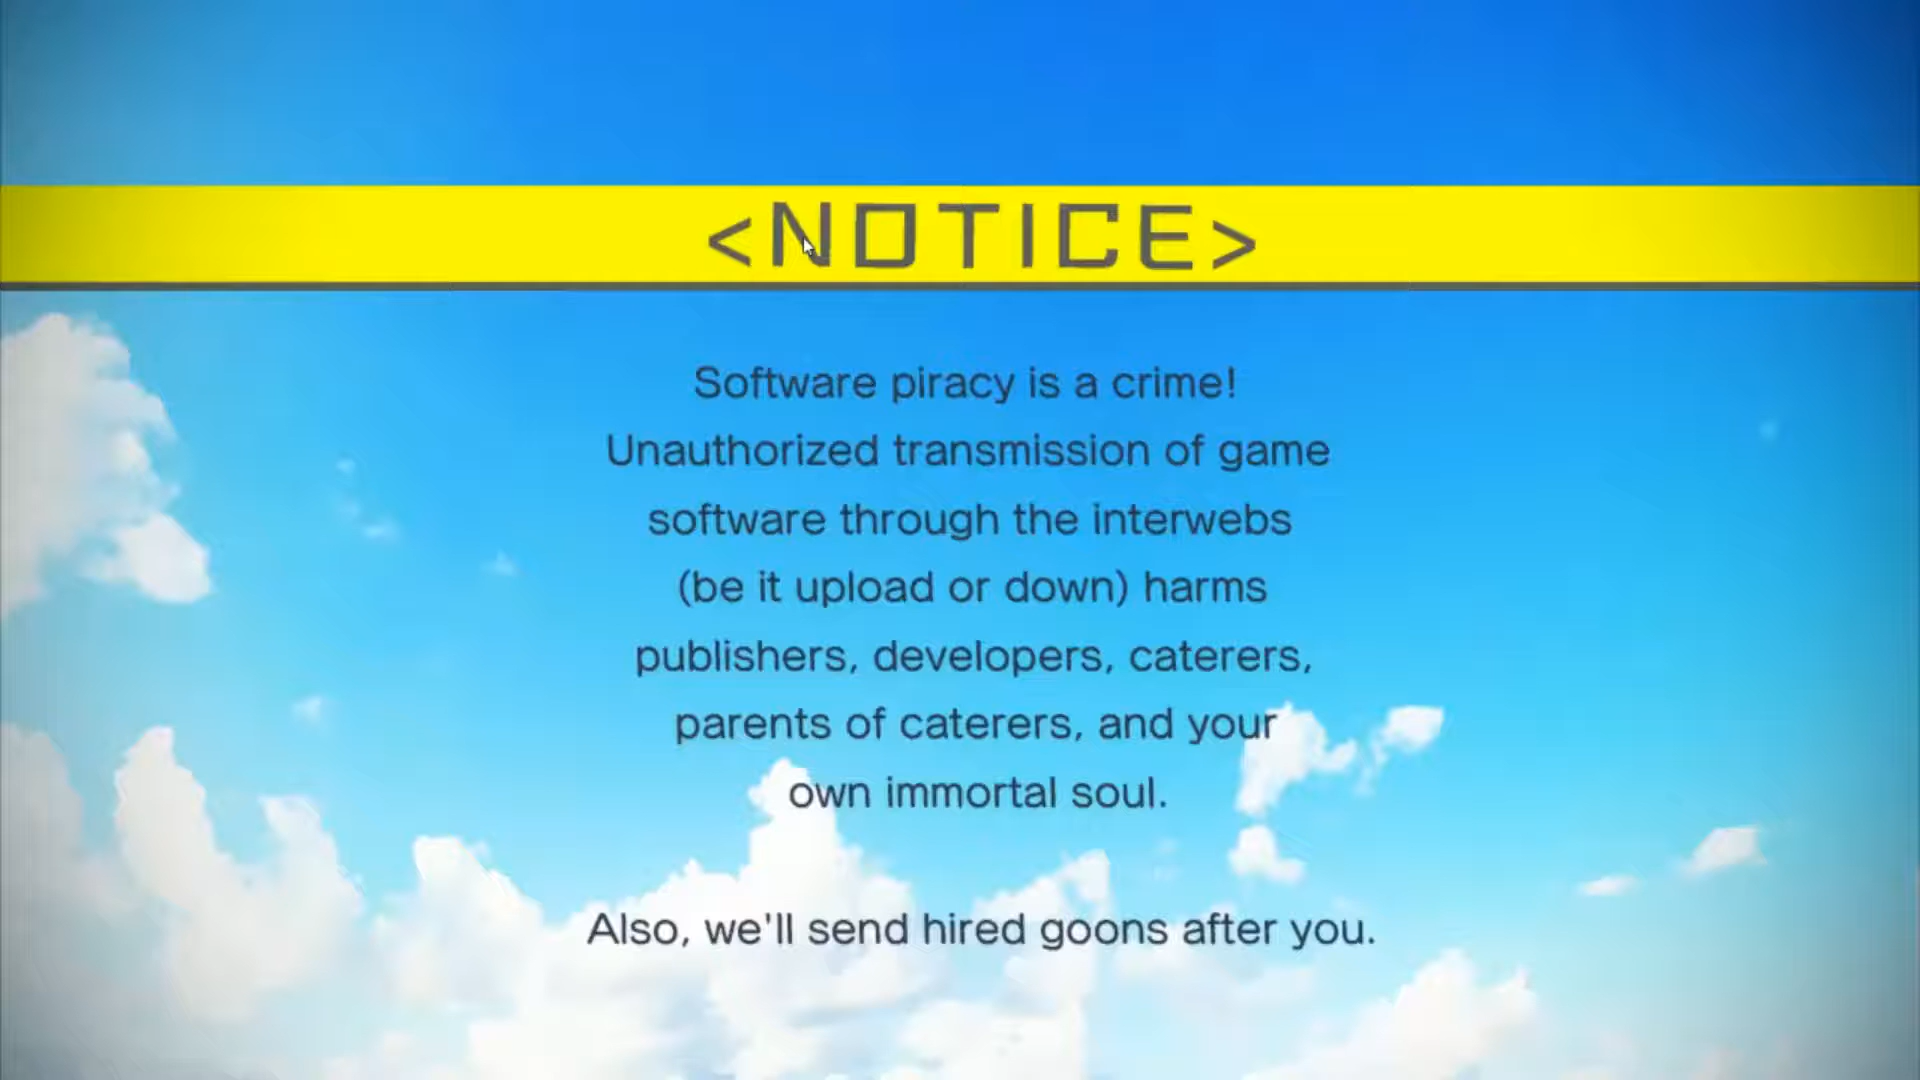 <NOTICE>
Software piracy is a crime!
Unauthorized transmission of game
software through the interwebs
(be it upload or down) harms
publishers, developers, caterers,
parents of caterers, and your
own immortal soul.
Also, we'll send hired goons after you.